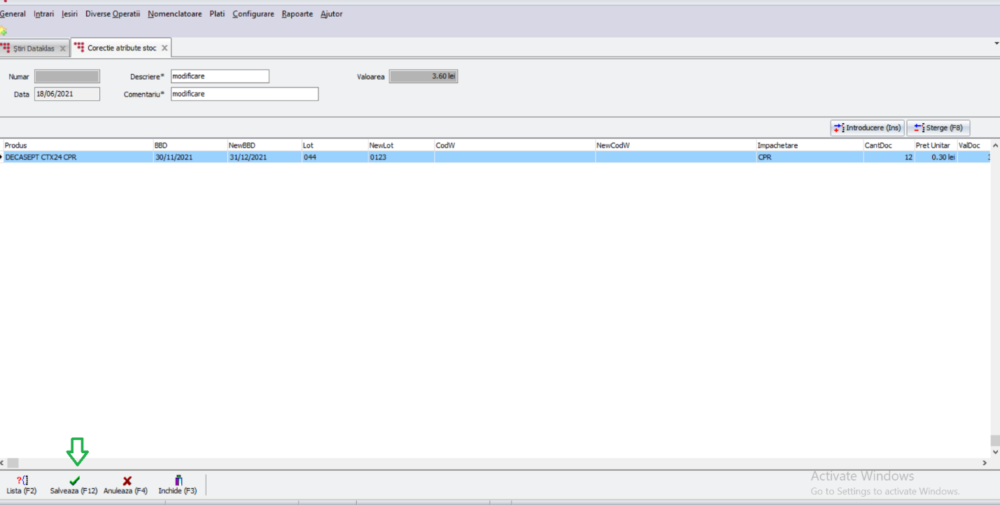 General Intrari Iesiri Diverse Operatii Nomenclatoare Plati Configurare Rapoarte Ajutor
Știri Dataklas Corectie atribute stoc
Numar Descriere* modificare Valoarea 3.60 lei
Data 18/06/2021 Comentariu* modificare
Introducere (Ins) Sterge (F8)
Produs BBD NewBBD Lot NewLot CodW NewCodW Impachetare CantDoc Pret Unitar ValDoc
DECASEPT CTX24 CPR 30/11/2021 31/12/2021 044 0123 CPR 12 0.30 lei
?{} 
Lista (F2) Salveaza (F12) Anuleaza (F4) Inchide (F3)
Activate Windows
Go to Settings to activate Windows.